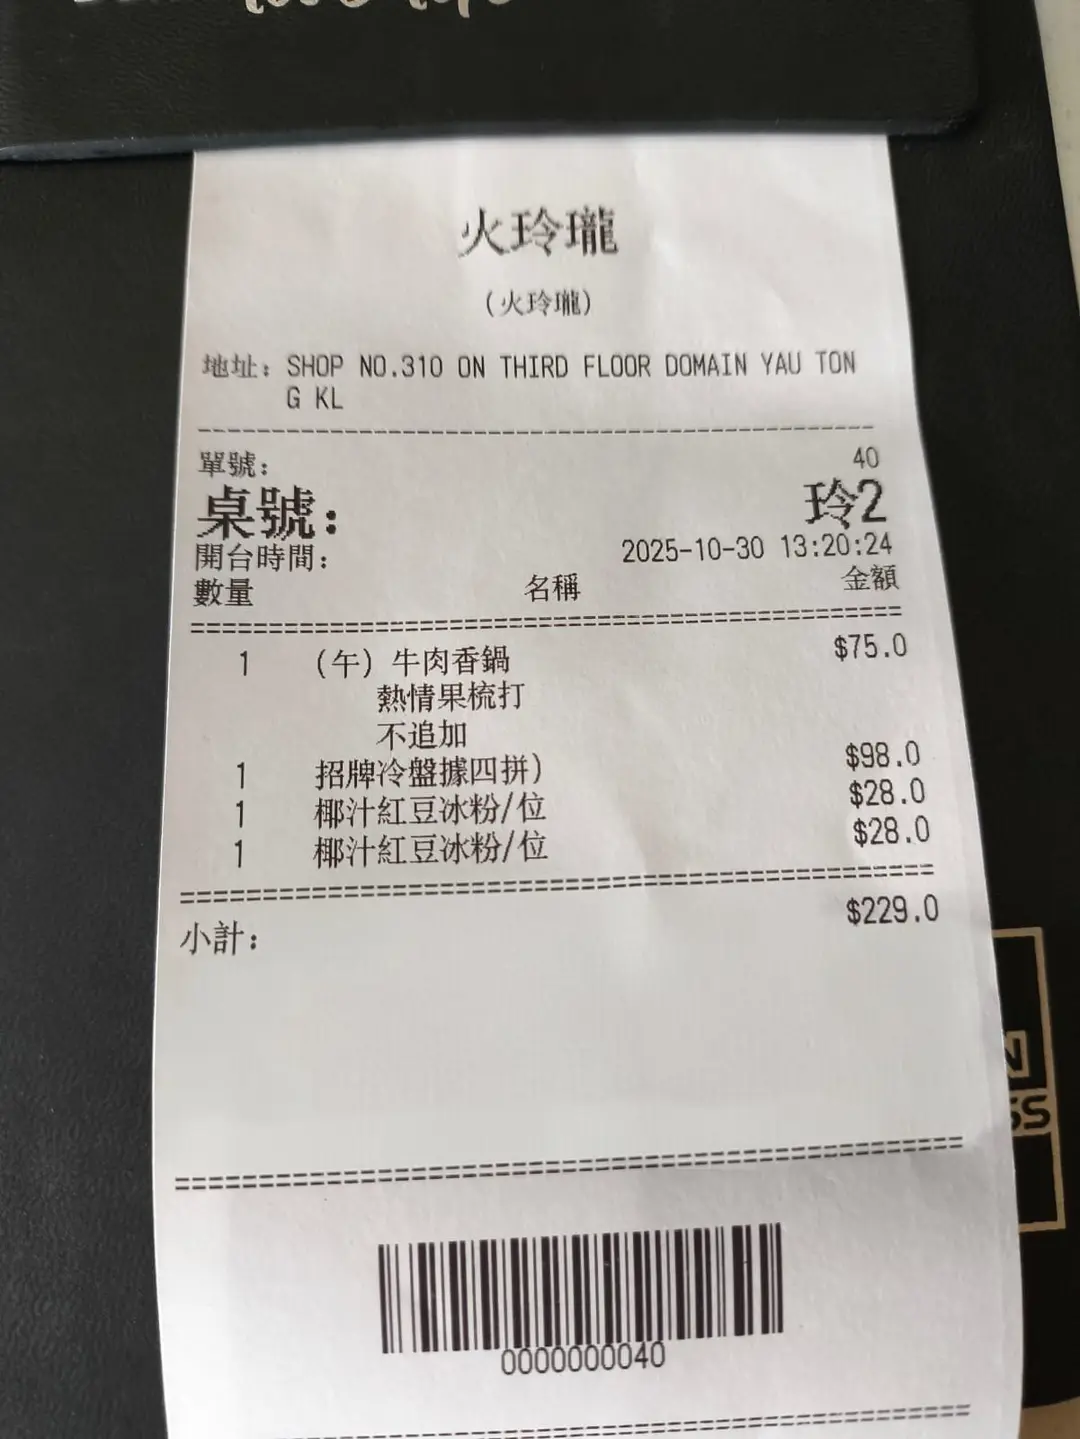 火玲瓏
(火玲瓏)
地址: SHOP NO.310 ON THIRD FLOOR DOMAIN YAU TON
G KL
單號: 40
桌號: 玲2
開台時間: 2025-10-30 13:20:24
數量 名稱 金額
1 (午) 牛肉香鍋 $75.0
熱情果梳打
不追加
1 招牌冷盤據四拼) $98.0
1 椰汁紅豆冰粉/位 $28.0
1 椰汁紅豆冰粉/位 $28.0
小計: $229.0
0000000040